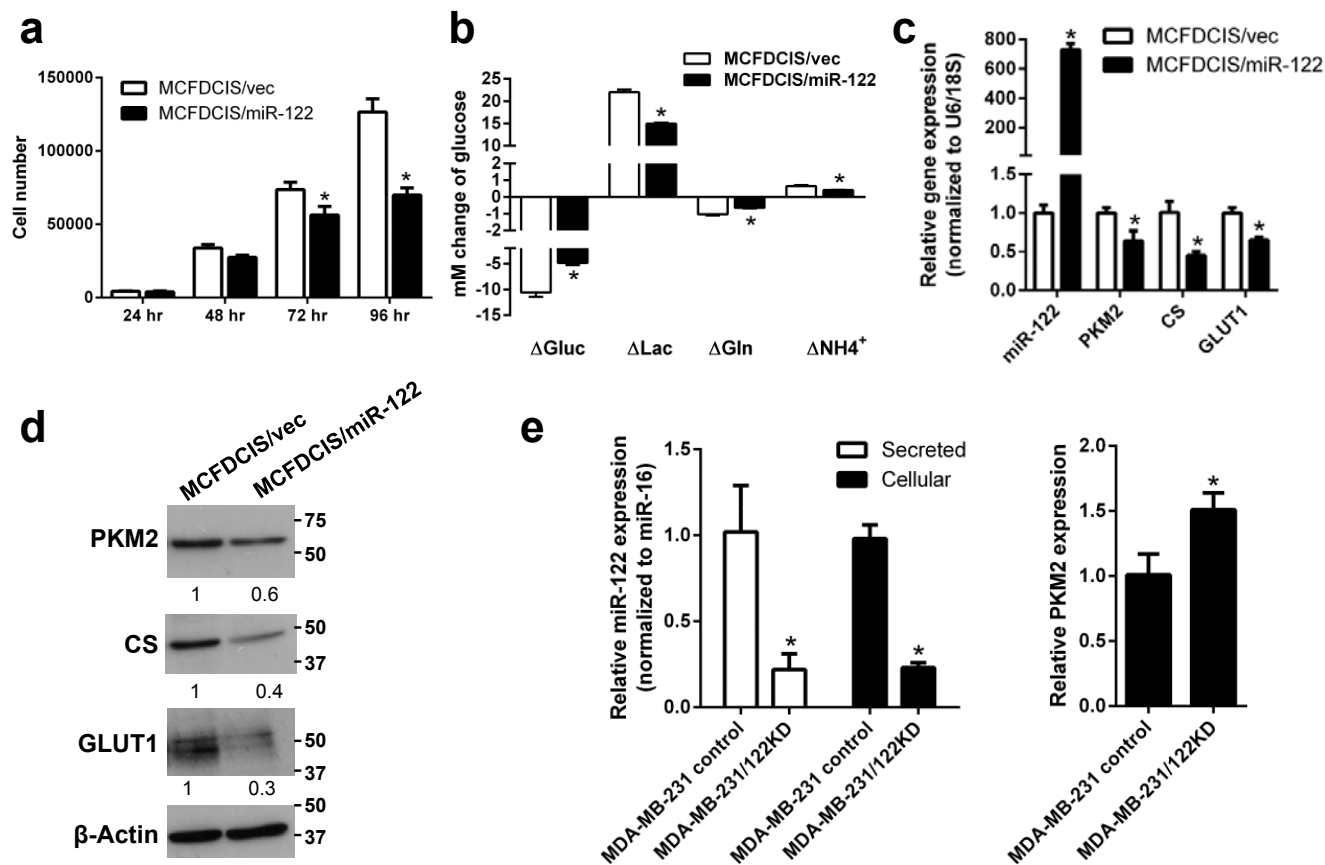 a
150000
100000
50000
0
Cell number
MCFDCIS/vec
MCFDCIS/miR-122
*
*
24 hr
48 hr
72 hr
96 hr
b
MCFDCIS/vec
MCFDCIS/miR-122
mM change of glucose
25
20
15
10
2
1
0
-1
-2
-5
-10
-15
*
*
*
*
ΔGluc
ΔLac
ΔGln
ΔNH4+
c
MCFDCIS/vec
MCFDCIS/miR-122
Relative gene expression
(normalized to U6/18S)
800
700
600
500
400
200
1.5
1.0
0.5
0.0
*
*
*
*
miR-122
PKM2
CS
GLUT1
d
MCFDCIS/vec
MCFDCIS/miR-122
PKM2
75
50
1 0.6
CS
50
37
1 0.4
GLUT1
50
37
1 0.3
β-Actin
50
37
e
Relative miR-122 expression
(normalized to miR-16)
1.5
1.0
0.5
0.0
Secreted
Cellular
*
*
MDA-MB-231 control
MDA-MB-231/122KD
MDA-MB-231 control
MDA-MB-231/122KD
Relative PKM2 expression
2.0
1.5
1.0
0.5
0.0
*
MDA-MB-231 control
MDA-MB-231/122KD